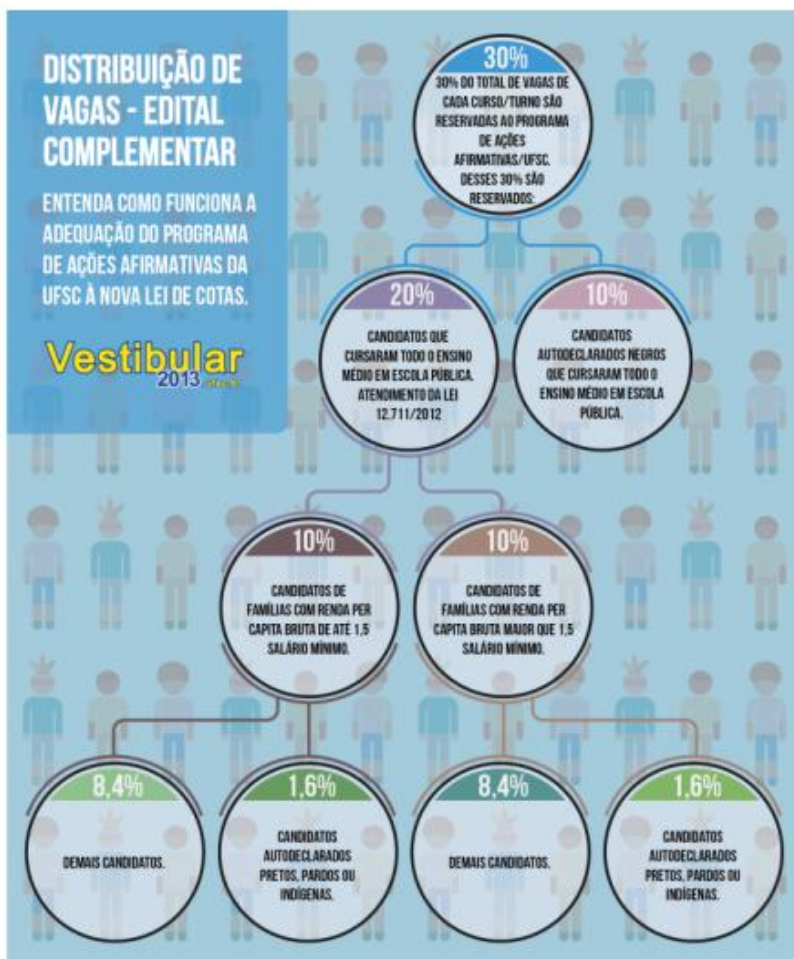 DISTRIBUIÇÃO DE
VAGAS - EDITAL
COMPLEMENTAR
ENTENDA COMO FUNCIONA A
ADEQUAÇÃO DO PROGRAMA
DE AÇÕES AFIRMATIVAS DA
UFSC À NOVA LEI DE COTAS.
Vestibular
2013
30%
30% DO TOTAL DE VAGAS DE
CADA CURSO/TURNO SÃO
RESERVADAS AO PROGRAMA
DE AÇÕES
AFIRMATIVAS/UFSC.
DESSES 30% SÃO
RESERVADOS:
20%
CANDIDATOS QUE
CURSARAM TODO O ENSINO
MÉDIO EM ESCOLA PÚBLICA.
ATENDIMENTO DA LEI
12.711/2012
10%
CANDIDATOS
AUTODECLARADOS NEGROS
QUE CURSARAM TODO O
ENSINO MÉDIO EM ESCOLA
PÚBLICA.
10%
CANDIDATOS DE
FAMÍLIAS COM RENDA PER
CAPITA BRUTA DE ATÉ 1,5
SALÁRIO MÍNIMO.
10%
CANDIDATOS DE
FAMÍLIAS COM RENDA PER
CAPITA BRUTA MAIOR QUE 1,5
SALÁRIO MÍNIMO.
8,4%
DEMAIS CANDIDATOS.
1,6%
CANDIDATOS
AUTODECLARADOS
PRETOS, PARDOS OU
INDÍGENAS.
8,4%
DEMAIS CANDIDATOS.
1,6%
CANDIDATOS
AUTODECLARADOS
PRETOS, PARDOS OU
INDÍGENAS.